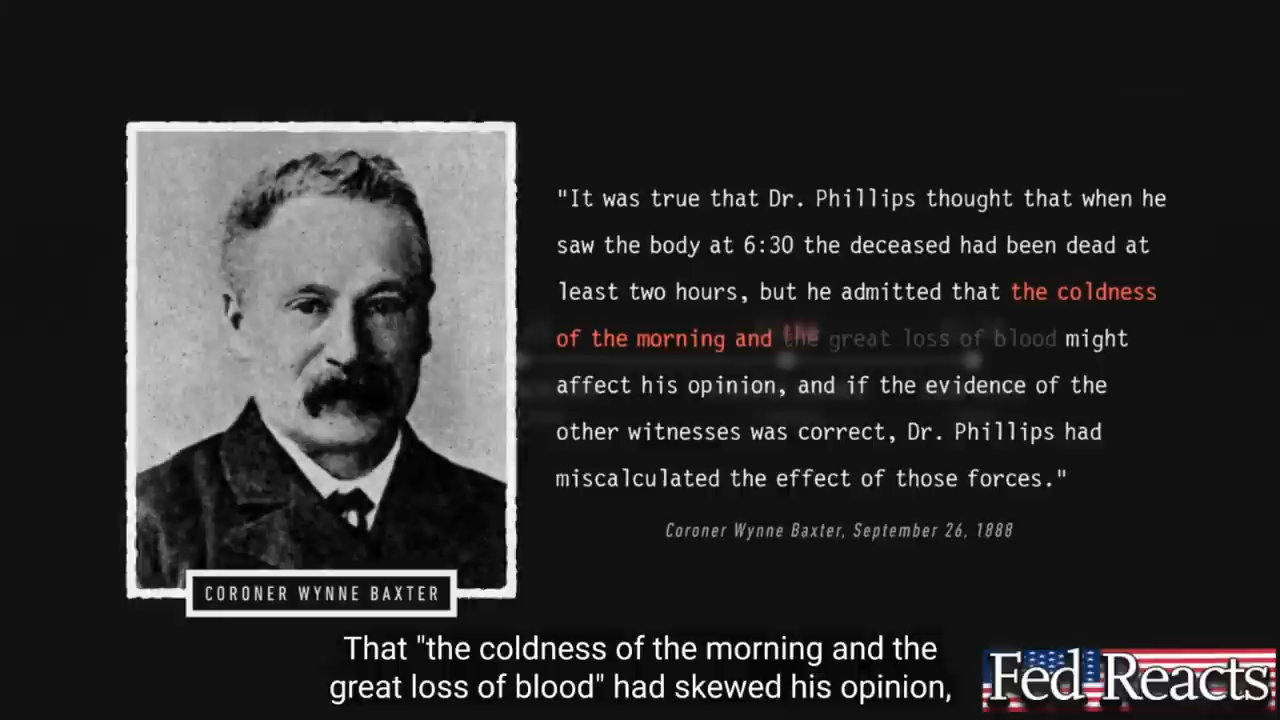 "It was true that Dr. Phillips thought that when he
saw the body at 6:30 the deceased had been dead at
least two hours, but he admitted that the coldness
of the morning and the great loss of blood might
affect his opinion, and if the evidence of the
other witnesses was correct, Dr. Phillips had
miscalculated the effect of those forces."
Coroner Wynne Baxter, September 26, 1888
CORONER WYNNE BAXTER
That "the coldness of the morning and the
great loss of blood" had skewed his opinion,
Fed Reacts